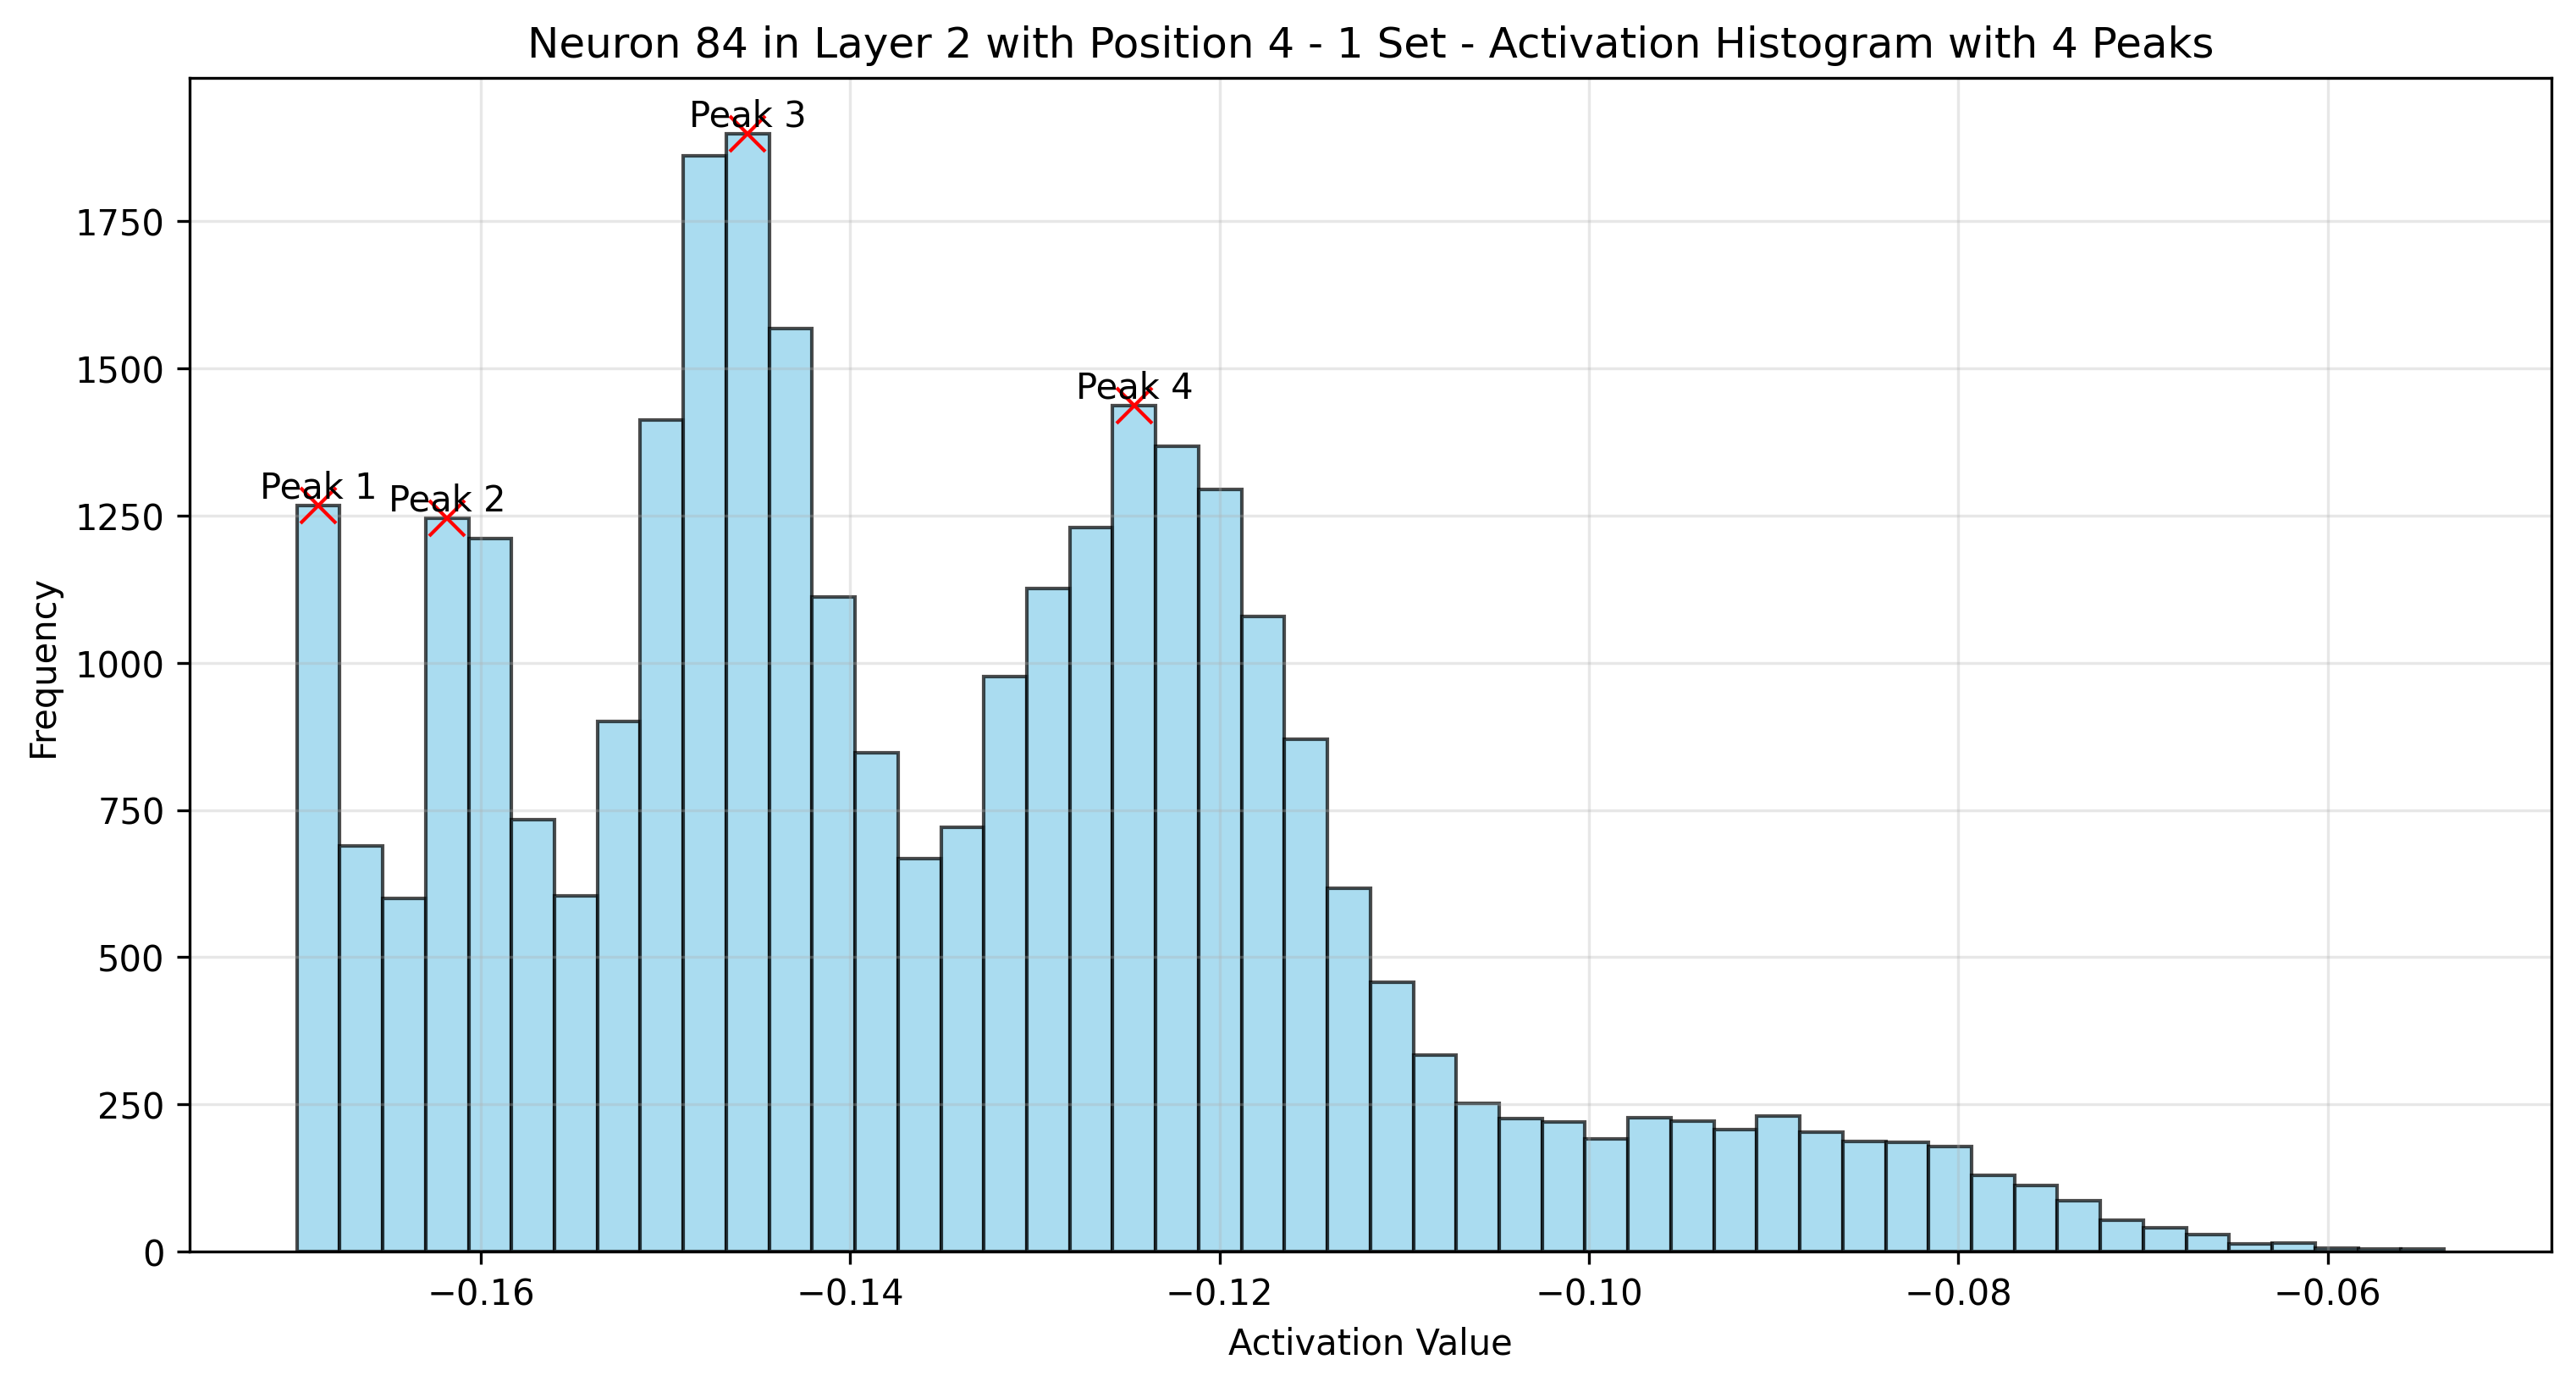 Neuron 84 in Layer 2 with Position 4 - 1 Set - Activation Histogram with 4 Peaks
Peak 3
1750
1500
Peak 4
Peak 1
Peak 2
1250
Frequency
1000
750
500
250
0
−0.16 −0.14 −0.12 −0.10 −0.08 −0.06
Activation Value